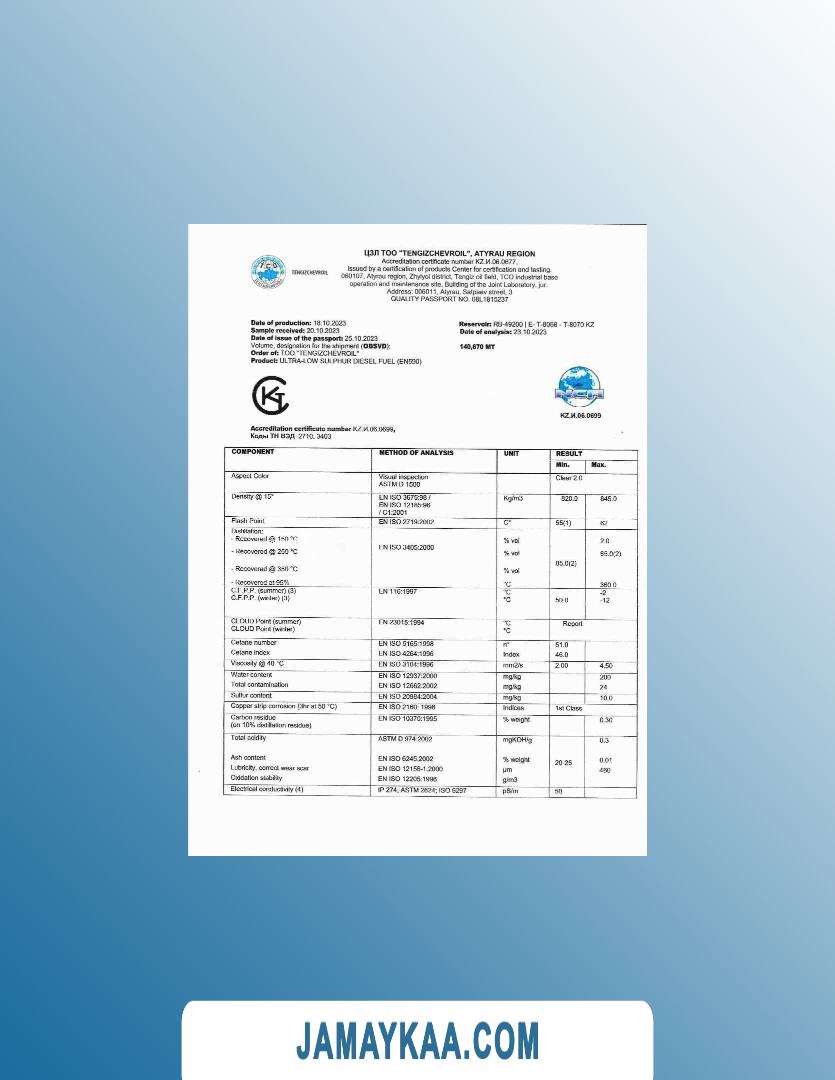 ЦЗЛ ТОО "TENGIZCHEVROIL", ATYRAU REGION
Accreditation certificate number KZ.И.06.0677,
issued by a certification of products Center for certification and testing.
060107, Atyrau region, Zhylyoi district, Tengiz oil field, TCO industrial base
operation and maintenance site, Building of the Joint Laboratory, jur.
Address: 006011, Atyrau, Satpaev street, 3
QUALITY PASSPORT NO. 08L1815237
TCO
TENGIZCHEVROIL
Date of production: 18.10.2023
Sample received: 20.10.2023
Date of issue of the passport: 25.10.2023
Volume, designation for the shipment (OBSVD):
Order of: ТОО "TENGIZCHEVROIL"
Product: ULTRA-LOW SULPHUR DIESEL FUEL (EN590)
Reservoir: RB-49200 | E- T-8068 - T-8070 KZ
Date of analysis: 23.10.2023
140,670 MT
KZ.И.06.0699
Accreditation certificate number KZ.И.06.0699,
Коды ТН ВЭД 2710, 3403
COMPONENT METHOD OF ANALYSIS UNIT RESULT
Min. Max.
Aspect Color Visual inspection Clear 2.0
ASTM D 1500
Density @ 15° EN ISO 3675:98 / Kg/m3 820.0 845.0
EN ISO 12185:96
/ C1:2001
Flash Point EN ISO 2719:2002 C° 55(1) 62
Distillation:
- Recovered @ 150 °C % vol 2.0
EN ISO 3405:2000
- Recovered @ 250 °C % vol 65.0(2)
85.0(2)
- Recovered @ 350 °C % vol
- Recovered at 95% °C 360.0
C.F.P.P. (summer) (3) EN 116:1997 °C -2
C.F.P.P. (winter) (3) °C 50.0 -12
CLOUD Point (summer) EN 23015:1994 °C Report
CLOUD Point (winter) °C
Cetane number EN ISO 5165:1998 n° 51.0
Cetane index EN ISO 4264:1996 Index 46.0
Viscosity @ 40 °C EN ISO 3104:1996 mm2/s 2.00 4,50
Water content EN ISO 12937:2000 mg/kg 200
Total contamination EN ISO 12662:2002 mg/kg 24
Sulfur content EN ISO 20984:2004 mg/kg 10.0
Copper strip corrosion (3hr at 50 °C) EN ISO 2160: 1998 Indices 1st Class
Carbon residue EN ISO 10370:1995 % weight 0.30
(on 10% distillation residue)
Total acidity ASTM D 974:2002 mgKOH/g 0.3
Ash content EN ISO 6245:2002 % weight 0.01
20-25
Lubricity, correct wear scar EN ISO 12156-1:2000 µm 460
Oxidation stability EN ISO 12205:1996 g/m3
Electrical conductivity (4) IP 274; ASTM 2624; ISO 6297 pS/m 50
JAMAYKAA.COM